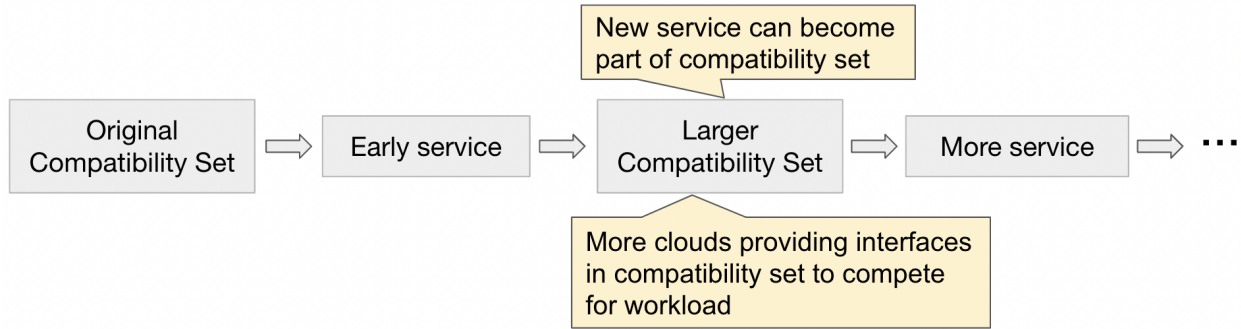 New service can become
part of compatibility set
Original
Compatibility Set
Early service
Larger
Compatibility Set
More service
...
More clouds providing interfaces
in compatibility set to compete
for workload